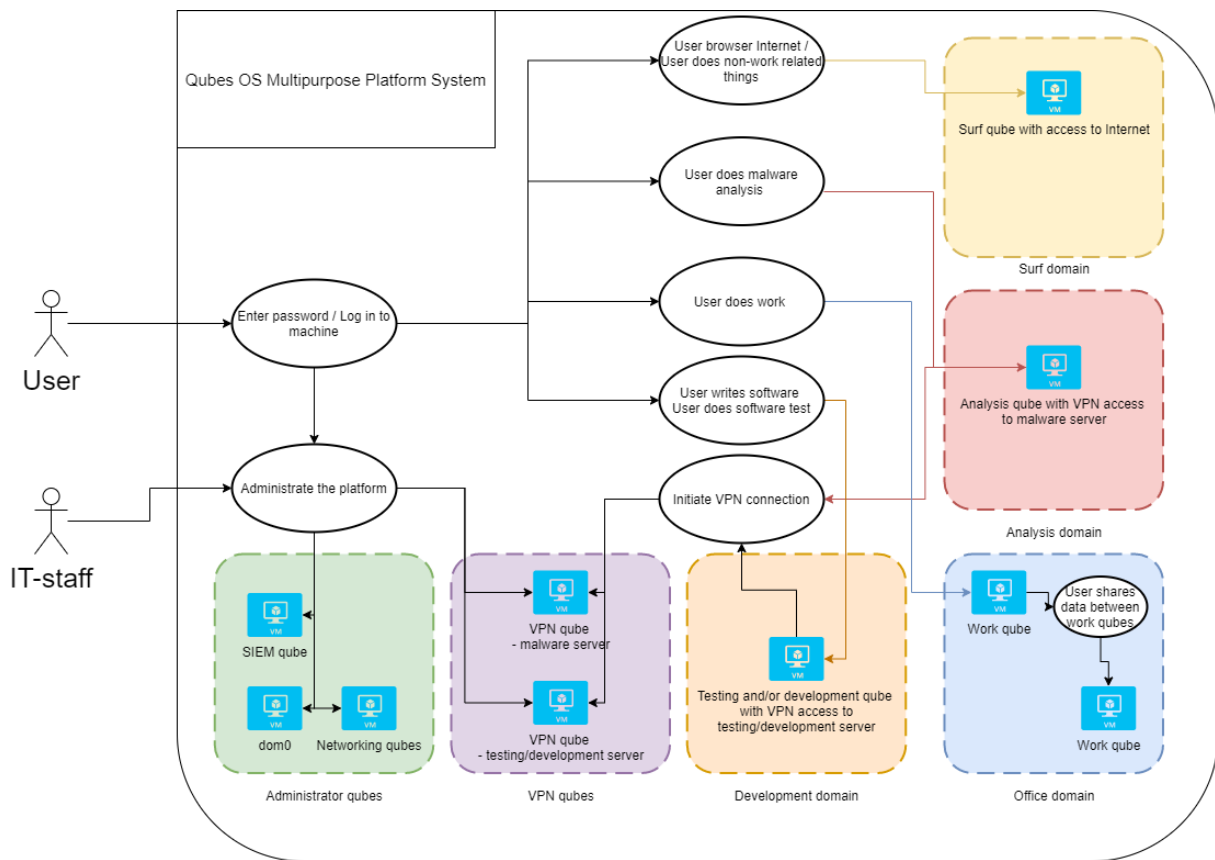 Qubes OS Multipurpose Platform System
User browser Internet /
User does non-work related
things
VM
Surf qube with access to Internet
Surf domain
User does malware
analysis
User does work
User writes software
User does software test
Initiate VPN connection
Enter password / Log in to
machine
User
Administrate the platform
IT-staff
VM
Analysis qube with VPN access
to malware server
Analysis domain
VM
SIEM qube
VM
dom0
VM
Networking qubes
Administrator qubes
VM
VPN qube
- malware server
VM
VPN qube
- testing/development server
VPN qubes
VM
Testing and/or development qube
with VPN access to
testing/development server
Development domain
VM
Work qube
User shares
data between
work qubes
VM
Work qube
Office domain